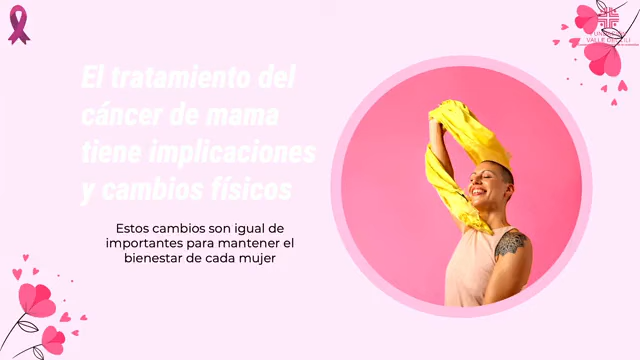 El tratamiento del
cáncer de mama
tiene implicaciones
y cambios físicos
Estos cambios son igual de
importantes para mantener el
bienestar de cada mujer